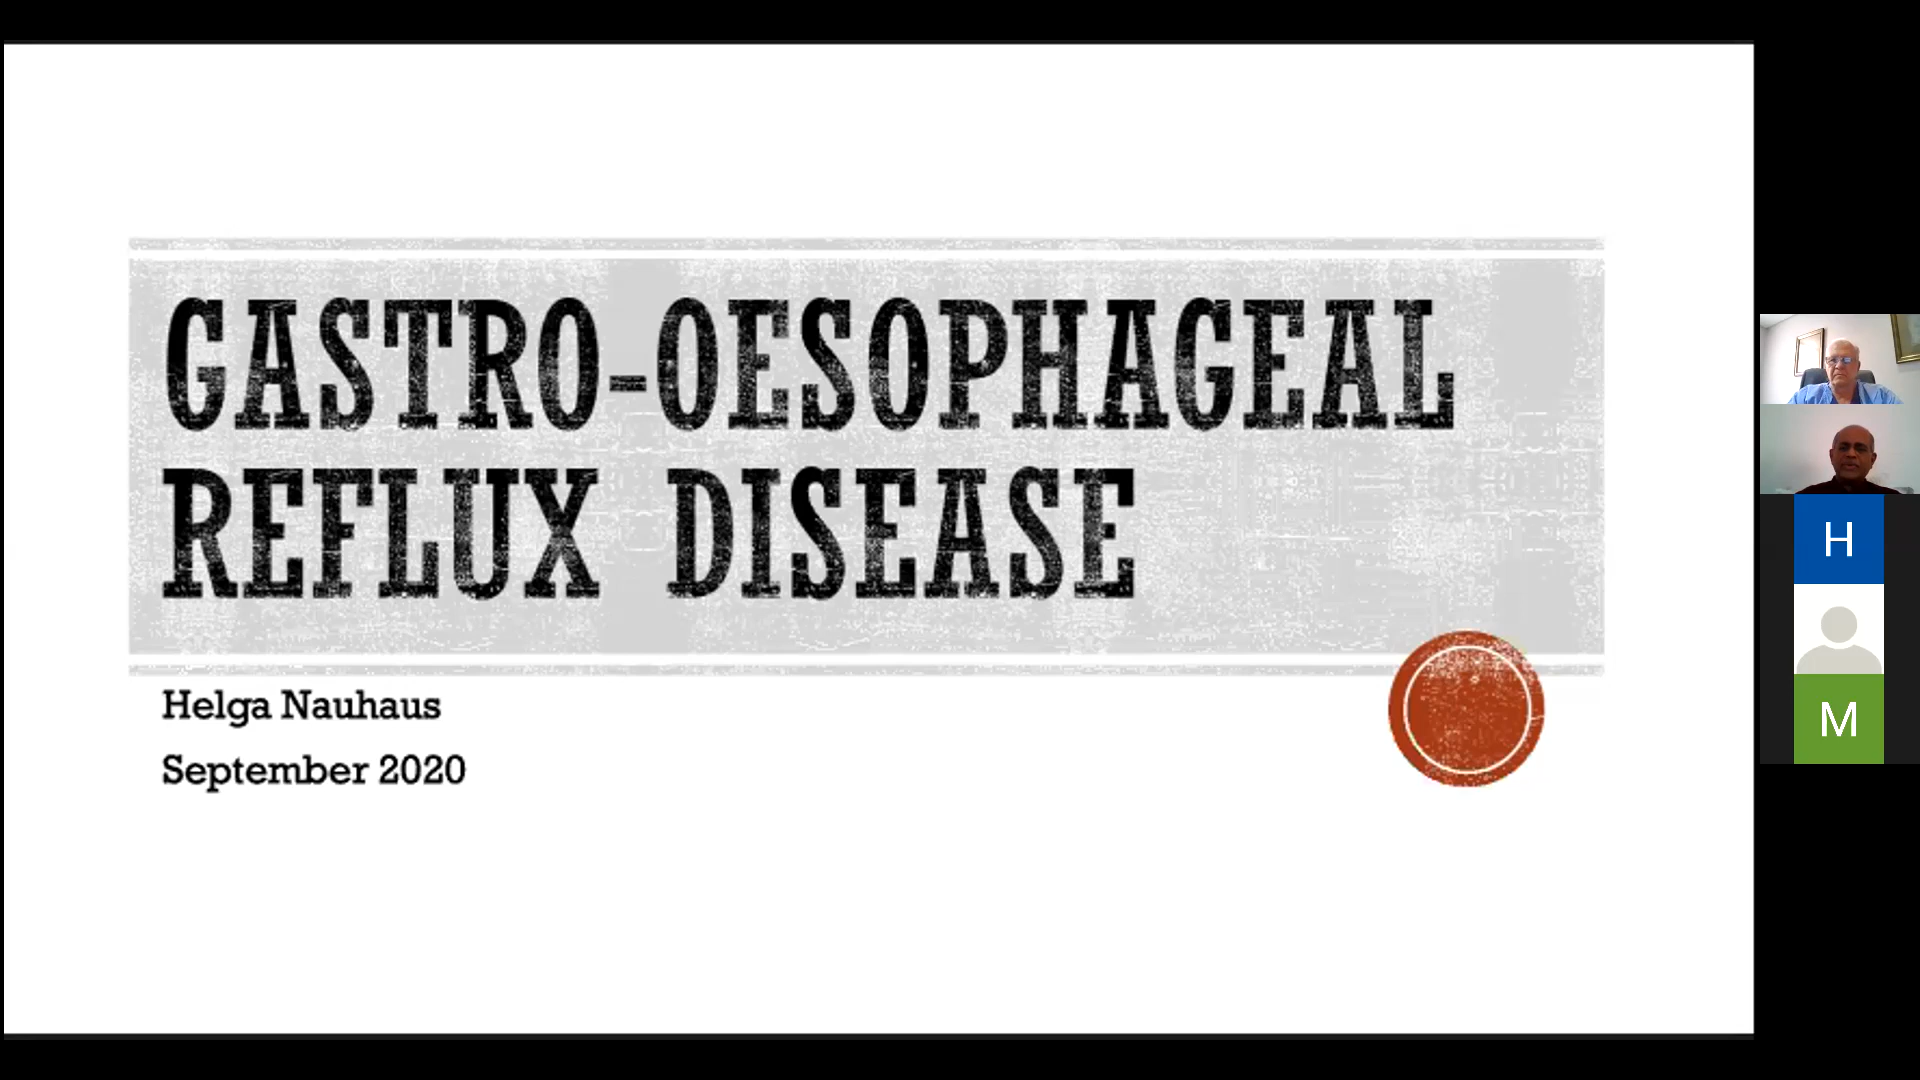 GASTRO-OESOPHAGEAL
REFLUX DISEASE
Helga Nauhaus
September 2020
H
M